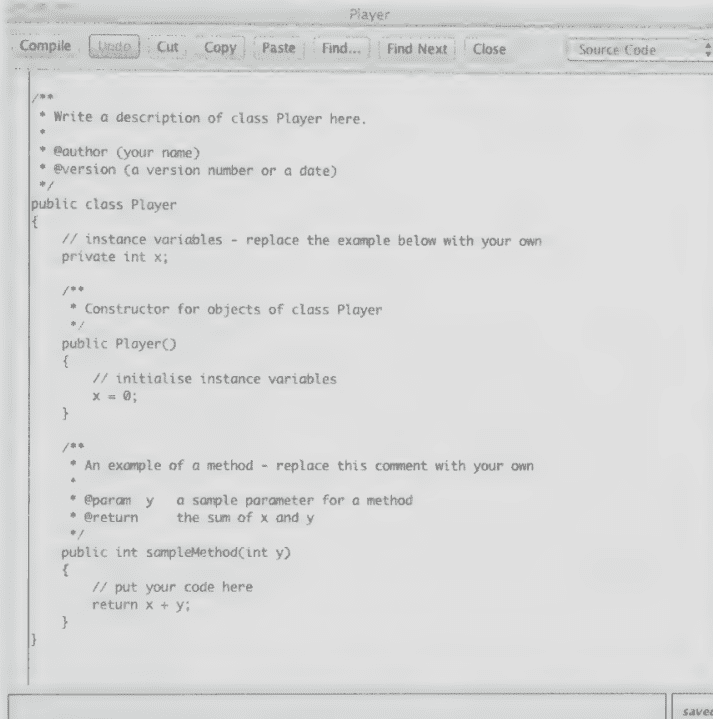 Player
Compile Undo Cut Copy Paste Find... Find Next Close Source Code
/**
 * Write a description of class Player here.
 *
 * @author (your name)
 * @version (a version number or a date)
 */
public class Player
{
    // instance variables - replace the example below with your own
    private int x;
    /**
     * Constructor for objects of class Player
     */
    public Player()
    {
        // initialise instance variables
        x = 0;
    }
    /**
     * An example of a method - replace this comment with your own
     *
     * @param  y   a sample parameter for a method
     * @return     the sum of x and y
     */
    public int sampleMethod(int y)
    {
        // put your code here
        return x + y;
    }
}
saved